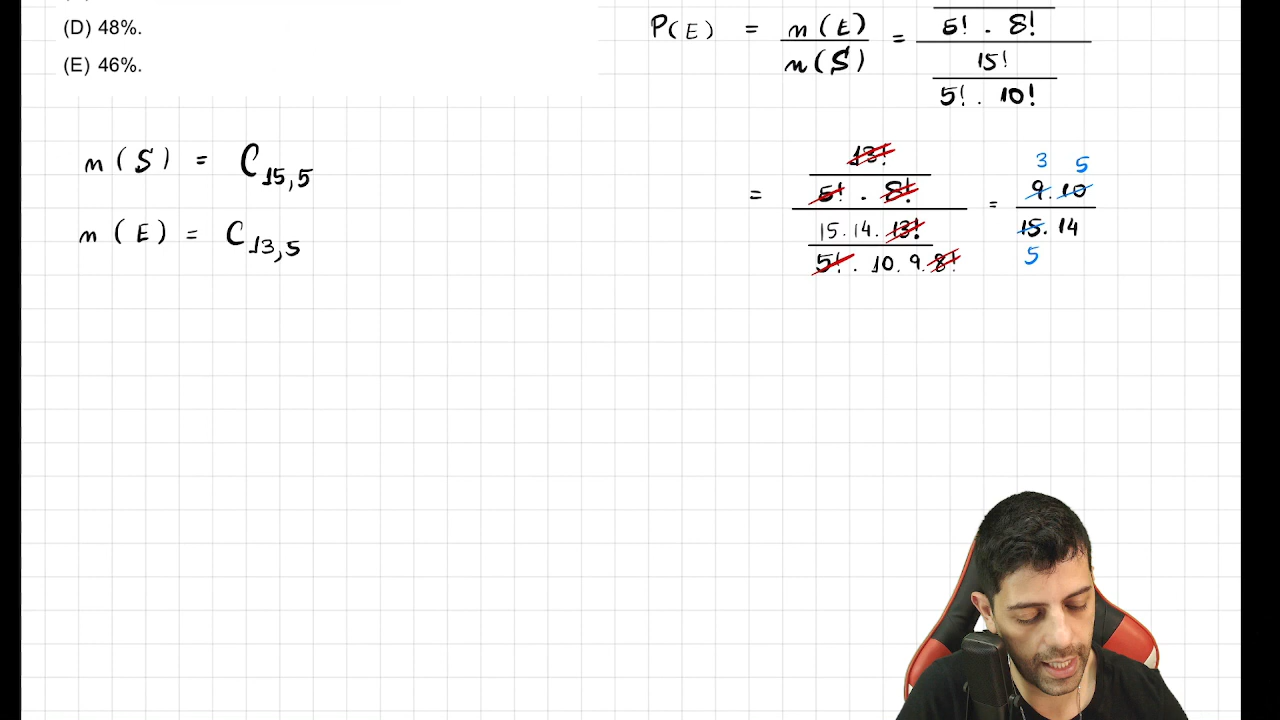 (D) 48%.
(E) 46%.
n(S) = C15,5
n(E) = C13,5
P(E) = n(E) / n(S) = 5! . 8! / 15! / 5! . 10!
= 13! / 5! . 8! / 15.14.13! / 5! . 10.9.8! = 3 5 / 9.10 / 15.14 / 5